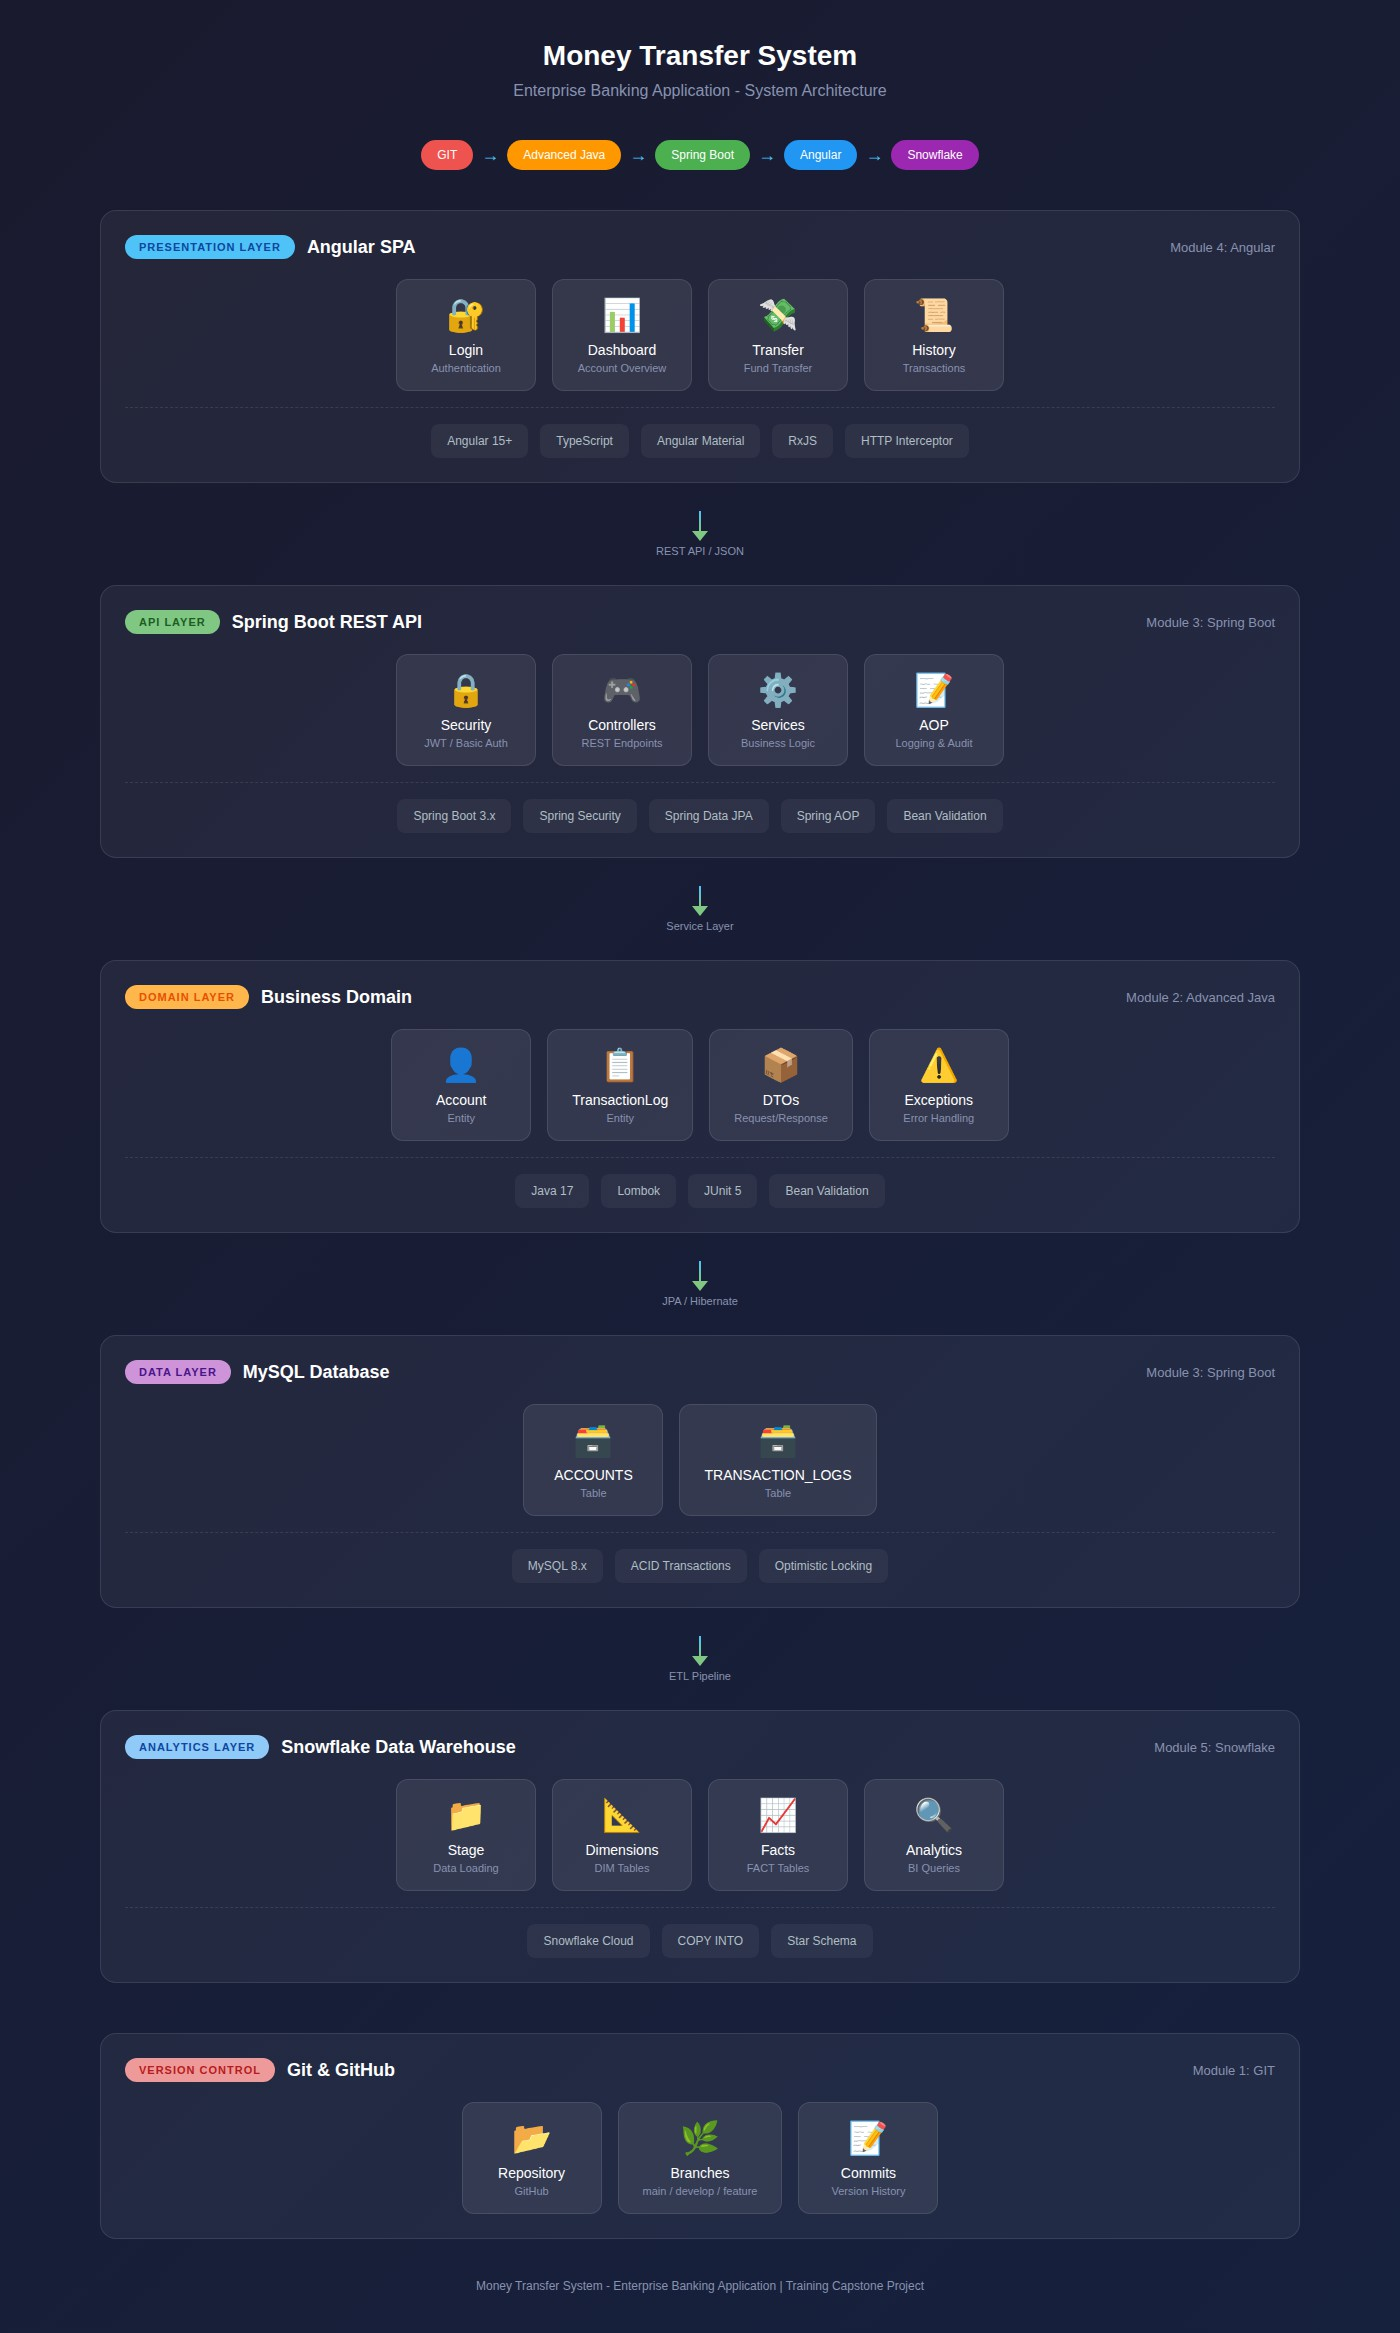 Money Transfer System
Enterprise Banking Application - System Architecture
GIT → Advanced Java → Spring Boot → Angular → Snowflake
PRESENTATION LAYER Angular SPA Module 4: Angular
Login Dashboard Transfer History
Authentication Account Overview Fund Transfer Transactions
Angular 15+ TypeScript Angular Material RxJS HTTP Interceptor
REST API / JSON
API LAYER Spring Boot REST API Module 3: Spring Boot
Security Controllers Services AOP
JWT / Basic Auth REST Endpoints Business Logic Logging & Audit
Spring Boot 3.x Spring Security Spring Data JPA Spring AOP Bean Validation
Service Layer
DOMAIN LAYER Business Domain Module 2: Advanced Java
Account TransactionLog DTOs Exceptions
Entity Entity Request/Response Error Handling
Java 17 Lombok JUnit 5 Bean Validation
JPA / Hibernate
DATA LAYER MySQL Database Module 3: Spring Boot
ACCOUNTS TRANSACTION_LOGS
Table Table
MySQL 8.x ACID Transactions Optimistic Locking
ETL Pipeline
ANALYTICS LAYER Snowflake Data Warehouse Module 5: Snowflake
Stage Dimensions Facts Analytics
Data Loading DIM Tables FACT Tables BI Queries
Snowflake Cloud COPY INTO Star Schema
VERSION CONTROL Git & GitHub Module 1: GIT
Repository Branches Commits
GitHub main / develop / feature Version History
Money Transfer System - Enterprise Banking Application | Training Capstone Project